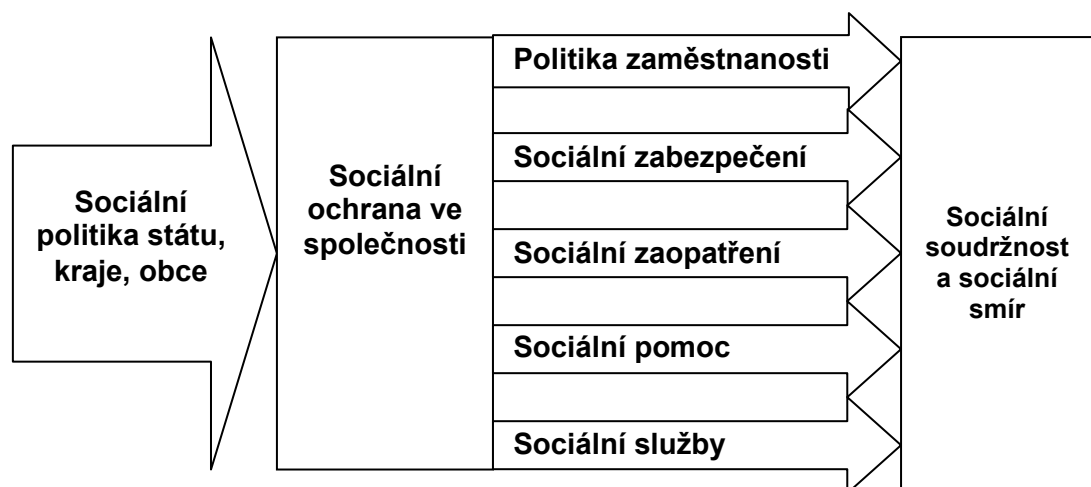 Sociální
politika státu,
kraje, obce
Sociální
ochrana ve
společnosti
Politika zaměstnanosti
Sociální zabezpečení
Sociální zaopatření
Sociální pomoc
Sociální služby
Sociální
soudržnost
a sociální
smír